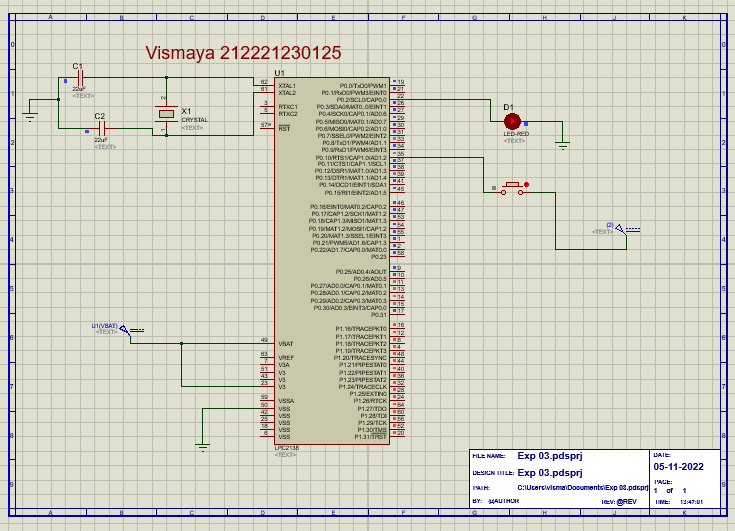 A B C D E F G H J K
Vismaya 212221230125
C1
22uF
<TEXT>
C2
22uF
<TEXT>
X1
CRYSTAL
<TEXT>
U1
62 XTAL1
61 XTAL2
3 RTXC1
5 RTXC2
57 RST
49 VBAT
63 VREF
7 V3A
51 V3
43 V3
23 V3
59 VSSA
50 VSS
42 VSS
25 VSS
18 VSS
6 VSS
P0.0/TxD0/PWM1 19
P0.1/RxD0/PWM3/EINT0 21
P0.2/SCL0/CAP0.0 22
P0.3/SDA0/MAT0.0/EINT1 26
P0.4/SCK0/CAP0.1/AD0.6 27
P0.5/MISO0/MAT0.1/AD0.7 29
P0.6/MOSI0/CAP0.2/AD1.0 30
P0.7/SSEL0/PWM2/EINT2 31
P0.8/TxD1/PWM4/AD1.1 33
P0.9/RxD1/PWM6/EINT3 34
P0.10/RTS1/CAP1.0/AD1.2 35
P0.11/CTS1/CAP1.1/SCL1 37
P0.12/DSR1/MAT1.0/AD1.3 38
P0.13/DTR1/MAT1.1/AD1.4 39
P0.14/DCD1/EINT1/SDA1 41
P0.15/RI1/EINT2/AD1.5 45
P0.16/EINT0/MAT0.2/CAP0.2 46
P0.17/CAP1.2/SCK1/MAT1.2 47
P0.18/CAP1.3/MISO1/MAT1.3 53
P0.19/MAT1.2/MOSI1/CAP1.2 54
P0.20/MAT1.3/SSEL1/EINT3 55
P0.21/PWM5/AD1.6/CAP1.3 1
P0.22/AD1.7/CAP0.0/MAT0.0 2
P0.23 58
P0.25/AD0.4/AOUT 9
P0.26/AD0.5 10
P0.27/AD0.0/CAP0.1/MAT0.1 11
P0.28/AD0.1/CAP0.2/MAT0.2 13
P0.29/AD0.2/CAP0.3/MAT0.3 14
P0.30/AD0.3/EINT3/CAP0.0 15
P0.31 17
P1.16/TRACEPKT0 16
P1.17/TRACEPKT1 12
P1.18/TRACEPKT2 8
P1.19/TRACEPKT3 4
P1.20/TRACESYNC 48
P1.21/PIPESTAT0 44
P1.22/PIPESTAT1 40
P1.23/PIPESTAT2 36
P1.24/TRACECLK 32
P1.25/EXTIN0 28
P1.26/RTCK 24
P1.27/TDO 64
P1.28/TDI 60
P1.29/TCK 56
P1.30/TMS 52
P1.31/TRST 20
LPC2138
<TEXT>
D1
LED-RED
<TEXT>
(2)
<TEXT>
U1(VBAT)
<TEXT>
FILE NAME: Exp 03.pdsprj
DESIGN TITLE: Exp 03.pdsprj
PATH: C:\Users\visma\Documents\Exp 03.pdsprj
BY: @AUTHOR REV: @REV
DATE:
05-11-2022
PAGE:
1 of 1
TIME: 13:47:01
A B C D E F G H J K